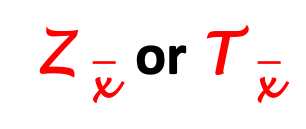 Z x̄ or T x̄